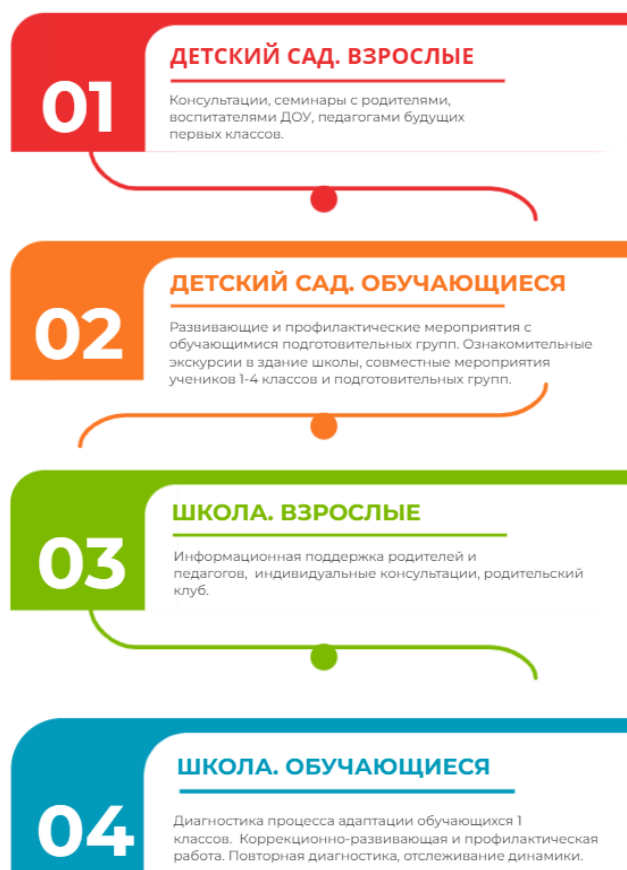 01
ДЕТСКИЙ САД. ВЗРОСЛЫЕ
Консультации, семинары с родителями,
воспитателями ДОУ, педагогами будущих
первых классов.
02
ДЕТСКИЙ САД. ОБУЧАЮЩИЕСЯ
Развивающие и профилактические мероприятия с
обучающимися подготовительных групп. Ознакомительные
экскурсии в здание школы, совместные мероприятия
учеников 1-4 классов и подготовительных групп.
03
ШКОЛА. ВЗРОСЛЫЕ
Информационная поддержка родителей и
педагогов, индивидуальные консультации, родительский
клуб.
04
ШКОЛА. ОБУЧАЮЩИЕСЯ
Диагностика процесса адаптации обучающихся 1
классов. Коррекционно-развивающая и профилактическая
работа. Повторная диагностика, отслеживание динамики.